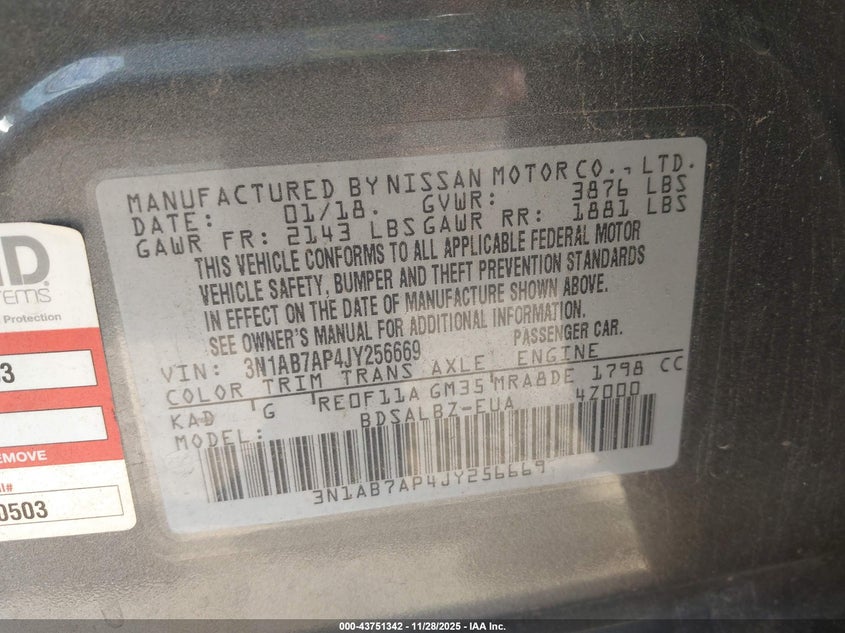 MANUFACTURED BY NISSAN MOTOR CO., LTD.
DATE: 01/18. GVWR: 3876 LBS
GAWR FR: 2143 LBS GAWR RR: 1881 LBS
THIS VEHICLE CONFORMS TO ALL APPLICABLE FEDERAL MOTOR
VEHICLE SAFETY, BUMPER AND THEFT PREVENTION STANDARDS
IN EFFECT ON THE DATE OF MANUFACTURE SHOWN ABOVE.
SEE OWNER'S MANUAL FOR ADDITIONAL INFORMATION.
VIN: 3N1AB7AP4JY256669 PASSENGER CAR.
COLOR TRIM TRANS AXLE ENGINE
KAD G RE0F11A GM35 MRA8DE 1798 CC
MODEL: BDSALBZ-EUA 4Z000
3N1AB7AP4JY256669
Protection
EMOVE
0503
000-43751342 | 11/28/2025 - IAA Inc.